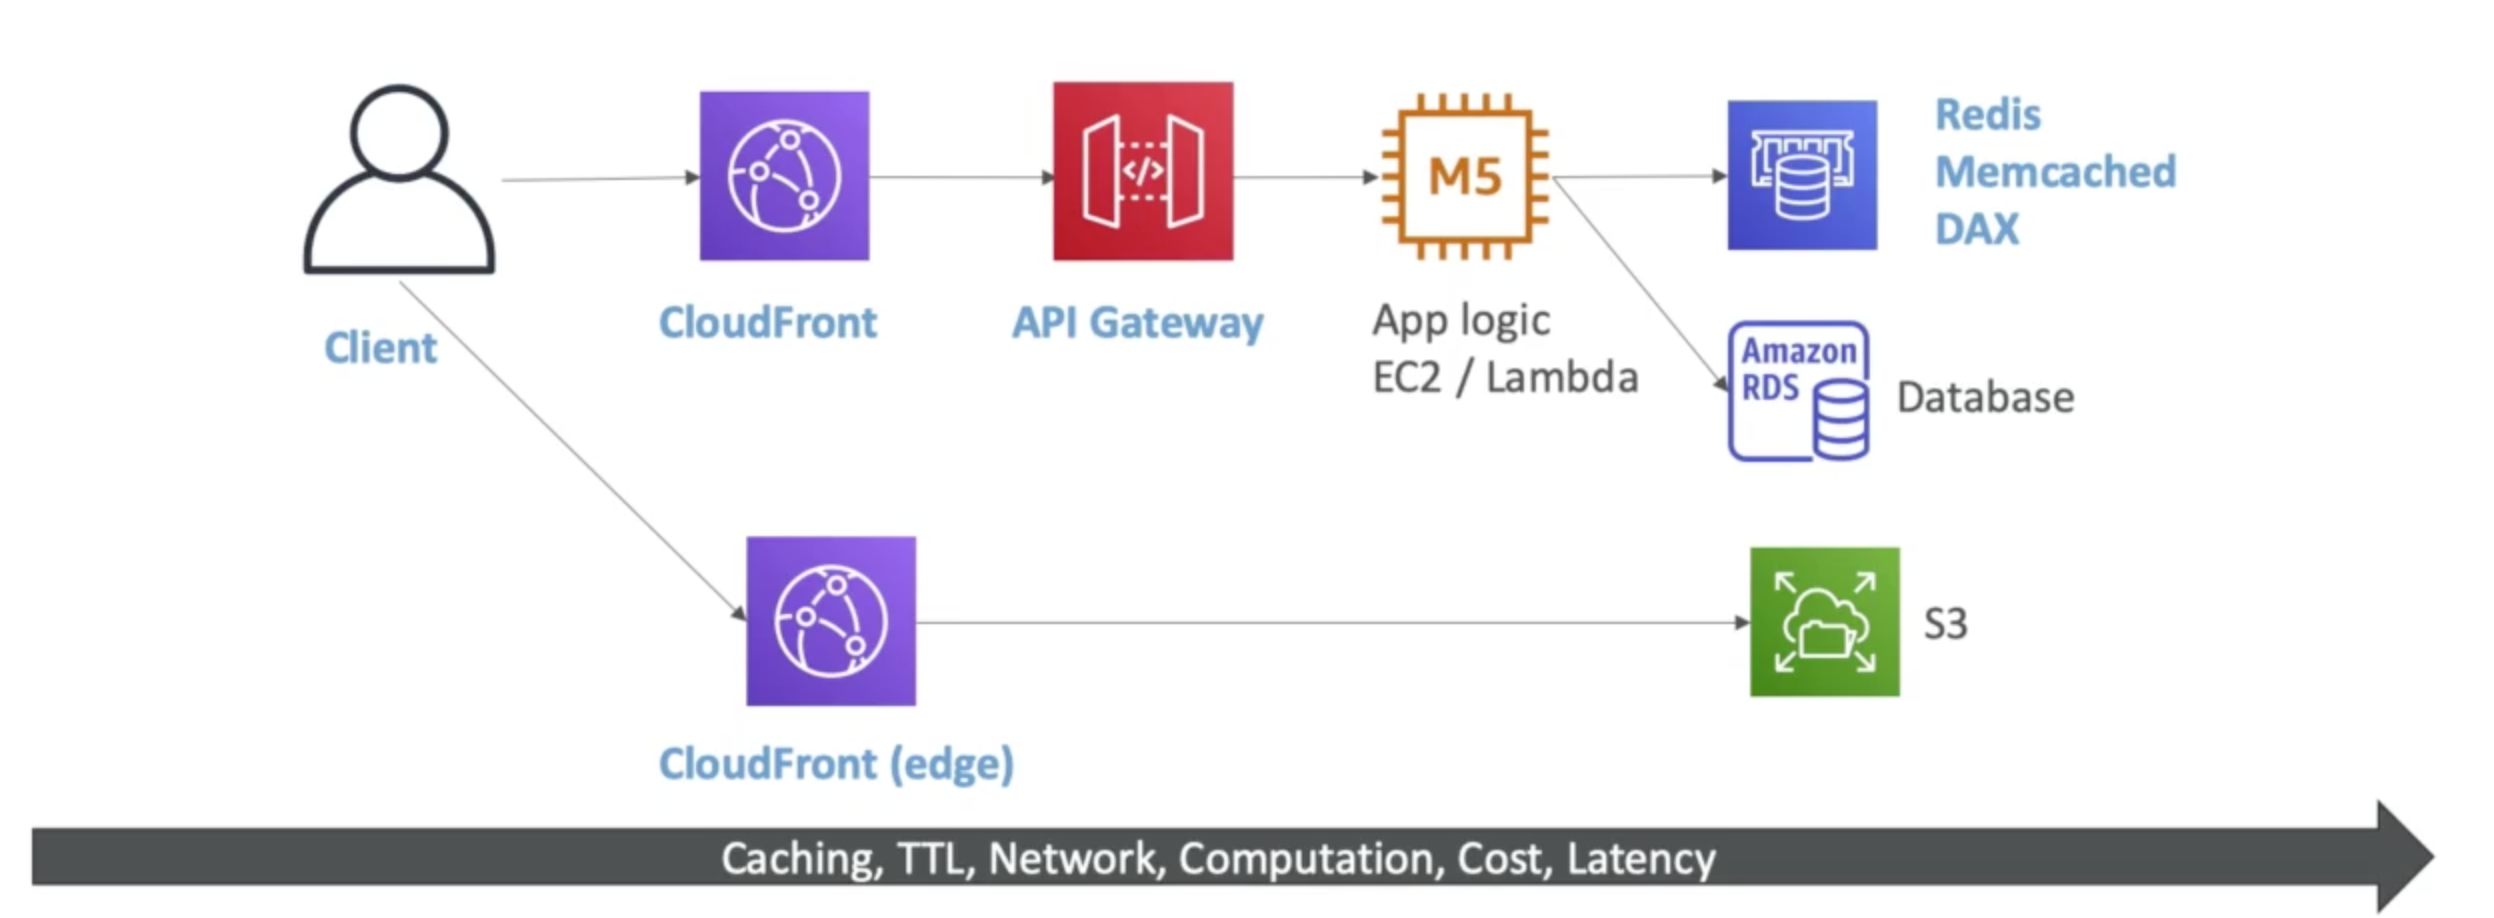 Client
CloudFront
API Gateway
M5
App logic
EC2 / Lambda
Redis
Memcached
DAX
Amazon
RDS
Database
CloudFront (edge)
S3
Caching, TTL, Network, Computation, Cost, Latency